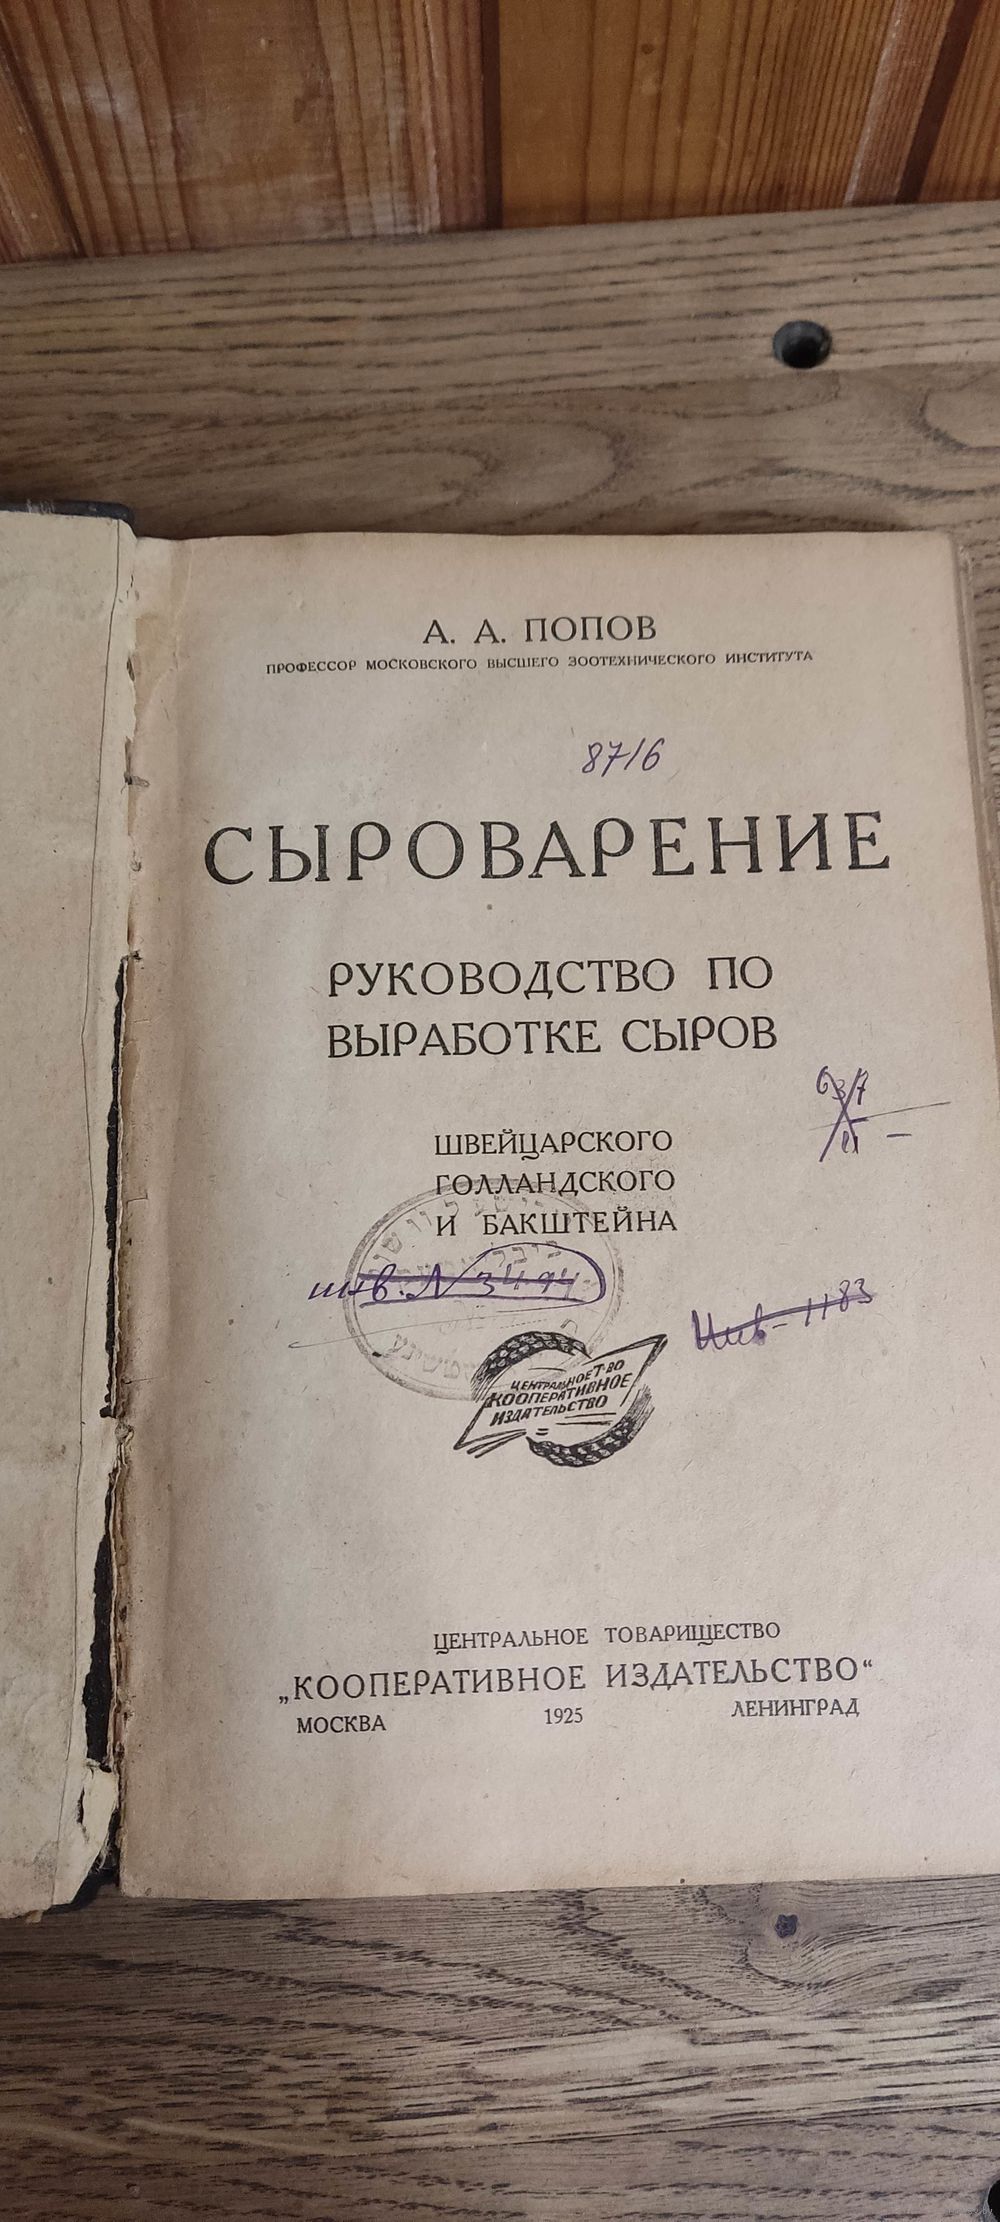 А. А. ПОПОВ
ПРОФЕССОР МОСКОВСКОГО ВЫСШЕГО ЗООТЕХНИЧЕСКОГО ИНСТИТУТА
8716
СЫРОВАРЕНИЕ
РУКОВОДСТВО ПО
ВЫРАБОТКЕ СЫРОВ
ШВЕЙЦАРСКОГО
ГОЛЛАНДСКОГО
И БАКШТЕЙНА
инв. N 3494
Инв- 1183
ЦЕНТРАЛЬНОЕ Т-ВО
КООПЕРАТИВНОЕ
ИЗДАТЕЛЬСТВО
ЦЕНТРАЛЬНОЕ ТОВАРИЩЕСТВО
„КООПЕРАТИВНОЕ ИЗДАТЕЛЬСТВО“
МОСКВА 1925 ЛЕНИНГРАД